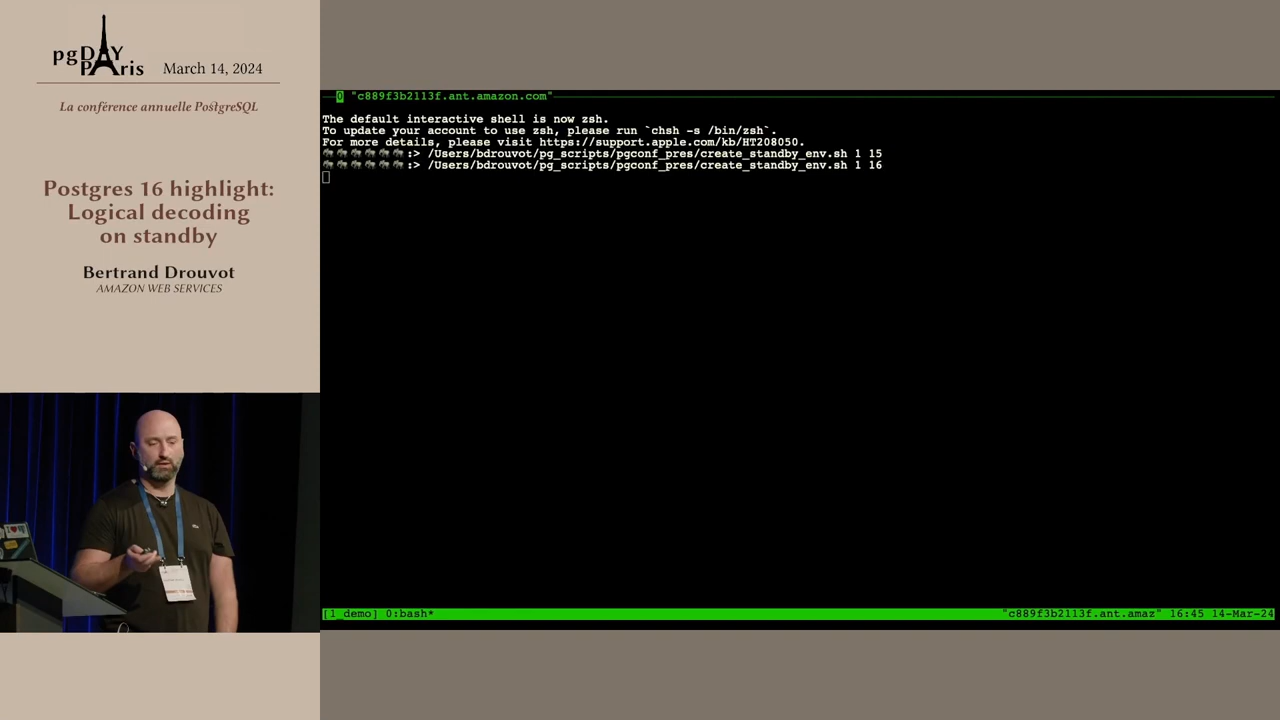 pgDAY
Paris
March 14, 2024
La conférence annuelle PostgreSQL
Postgres 16 highlight:
Logical decoding
on standby
Bertrand Drouvot
AMAZON WEB SERVICES
0 "c889f3b2113f.ant.amazon.com"
The default interactive shell is now zsh.
To update your account to use zsh, please run `chsh -s /bin/zsh`.
For more details, please visit https://support.apple.com/kb/HT208050.
🐘🐘🐘🐘🐘🐘:> /Users/bdrouvot/pg_scripts/pgconf_pres/create_standby_env.sh 1 15
🐘🐘🐘🐘🐘🐘:> /Users/bdrouvot/pg_scripts/pgconf_pres/create_standby_env.sh 1 16
[1_demo] 0:bash* "c889f3b2113f.ant.amaz" 16:45 14-Mar-24